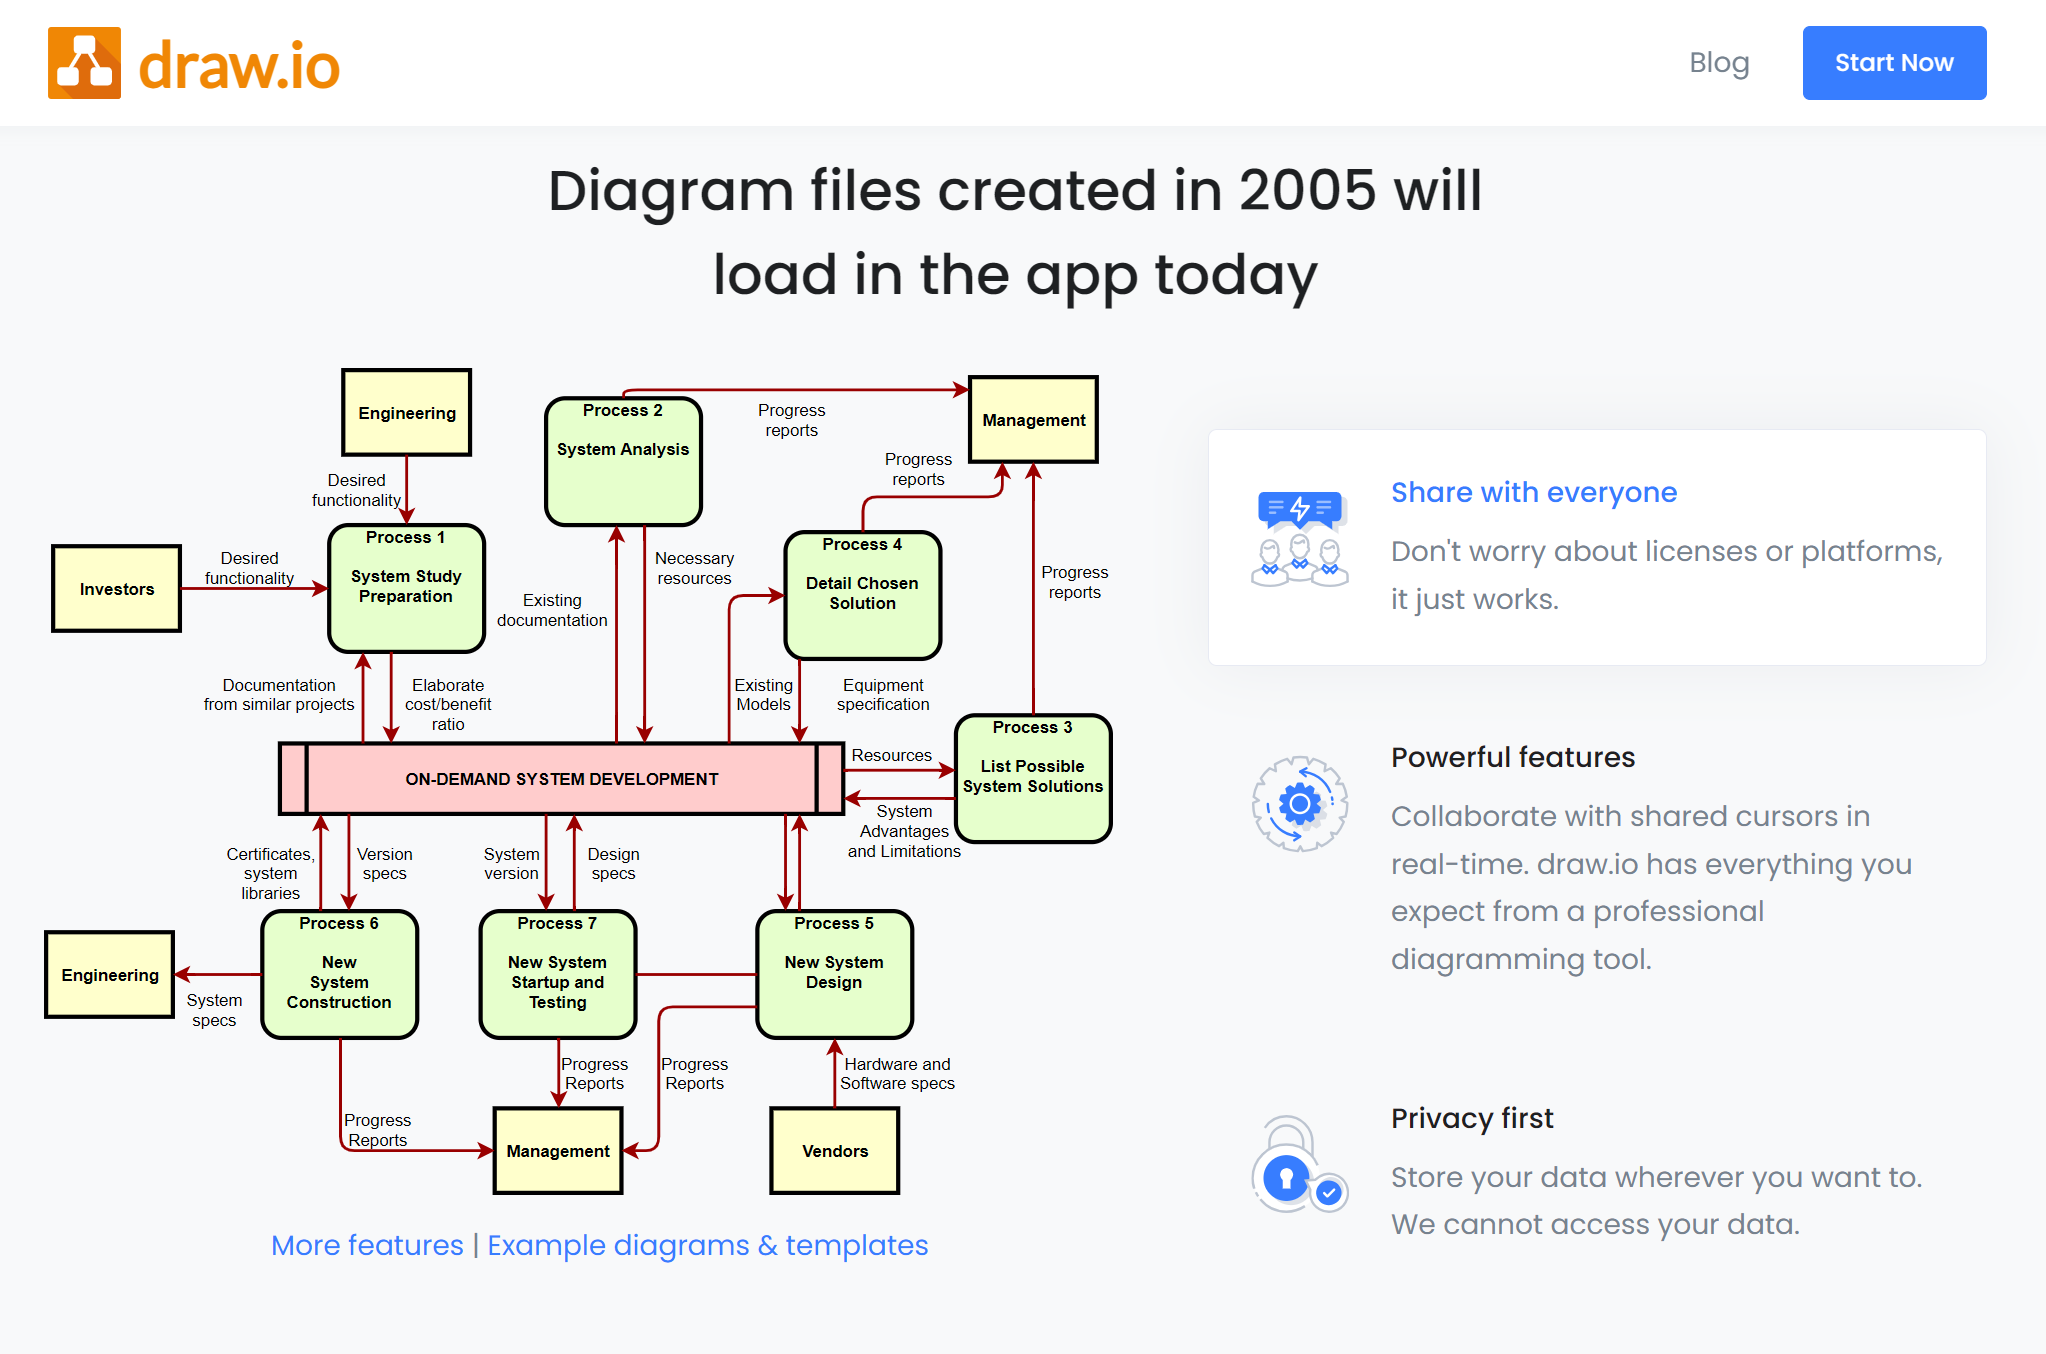 draw.io
Blog
Start Now
Diagram files created in 2005 will
load in the app today
Engineering
Process 2
System Analysis
Progress
reports
Management
Progress
reports
Desired
functionality
Process 1
System Study
Preparation
Investors
Desired
functionality
Existing
documentation
Necessary
resources
Process 4
Detail Chosen
Solution
Progress
reports
Documentation
from similar projects
Elaborate
cost/benefit
ratio
Existing
Models
Equipment
specification
Process 3
List Possible
System Solutions
ON-DEMAND SYSTEM DEVELOPMENT
Resources
System
Advantages
and Limitations
Certificates,
system
libraries
Version
specs
System
version
Design
specs
Process 6
New
System
Construction
Process 7
New System
Startup and
Testing
Process 5
New System
Design
Engineering
System
specs
Progress
Reports
Progress
Reports
Hardware and
Software specs
Progress
Reports
Management
Vendors
More features | Example diagrams & templates
Share with everyone
Don't worry about licenses or platforms,
it just works.
Powerful features
Collaborate with shared cursors in
real-time. draw.io has everything you
expect from a professional
diagramming tool.
Privacy first
Store your data wherever you want to.
We cannot access your data.